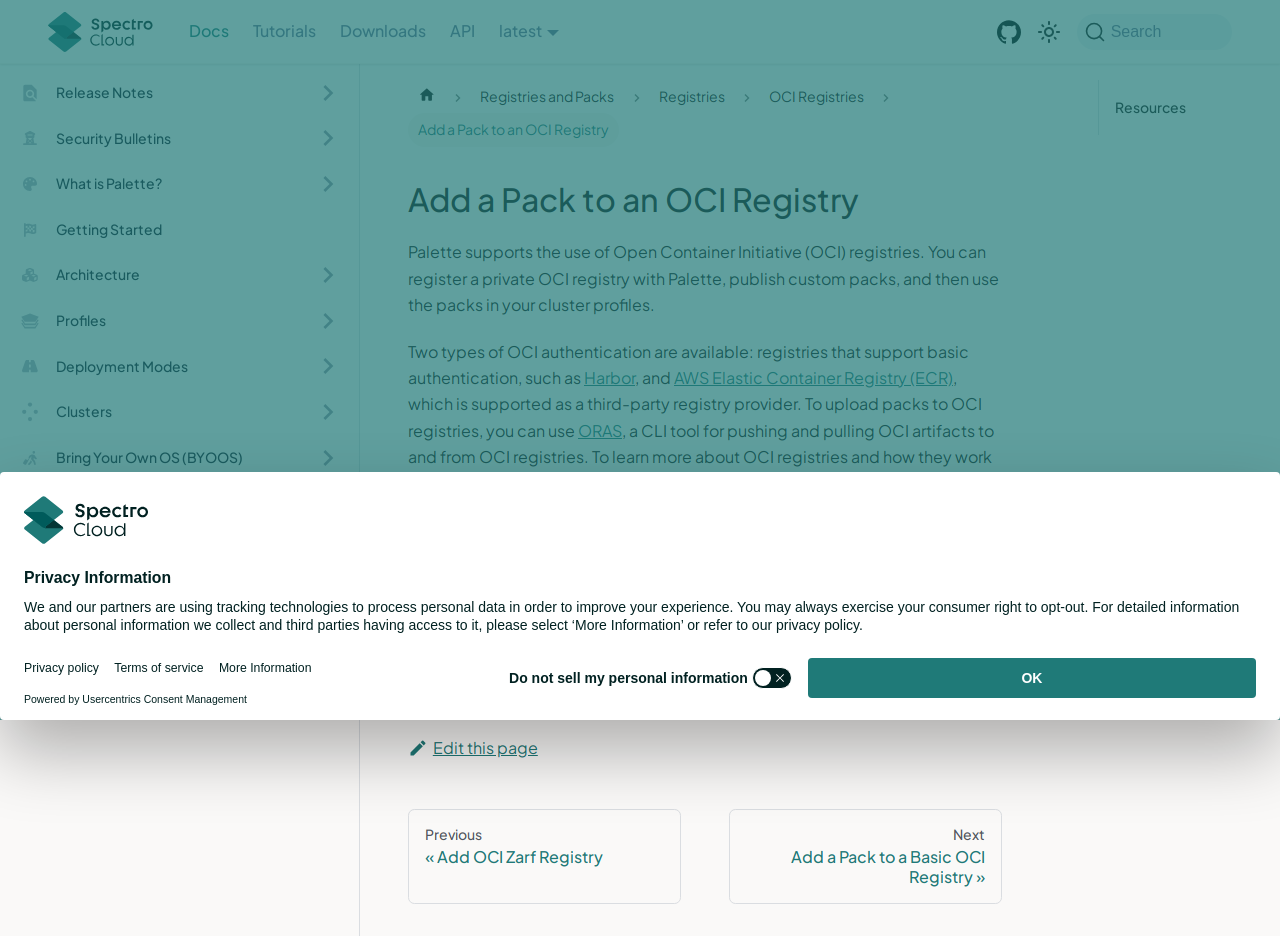 Spectro Cloud
Docs Tutorials Downloads API latest
Search
Release Notes
Security Bulletins
What is Palette?
Getting Started
Architecture
Profiles
Deployment Modes
Clusters
Bring Your Own OS (BYOOS)
Registries and Packs
Registries
OCI Registries
Add a Pack to an OCI Registry
Resources
Add a Pack to an OCI Registry
Palette supports the use of Open Container Initiative (OCI) registries. You can
register a private OCI registry with Palette, publish custom packs, and then use
the packs in your cluster profiles.
Two types of OCI authentication are available: registries that support basic
authentication, such as Harbor, and AWS Elastic Container Registry (ECR),
which is supported as a third-party registry provider. To upload packs to OCI
registries, you can use ORAS, a CLI tool for pushing and pulling OCI artifacts to
and from OCI registries. To learn more about OCI registries and how they work
Spectro
Cloud
Privacy Information
We and our partners are using tracking technologies to process personal data in order to improve your experience. You may always exercise your consumer right to opt-out. For detailed information
about personal information we collect and third parties having access to it, please select ‘More Information’ or refer to our privacy policy.
Privacy policy Terms of service More Information
Powered by Usercentrics Consent Management
Do not sell my personal information
OK
Edit this page
Previous
« Add OCI Zarf Registry
Next
Add a Pack to a Basic OCI
Registry »